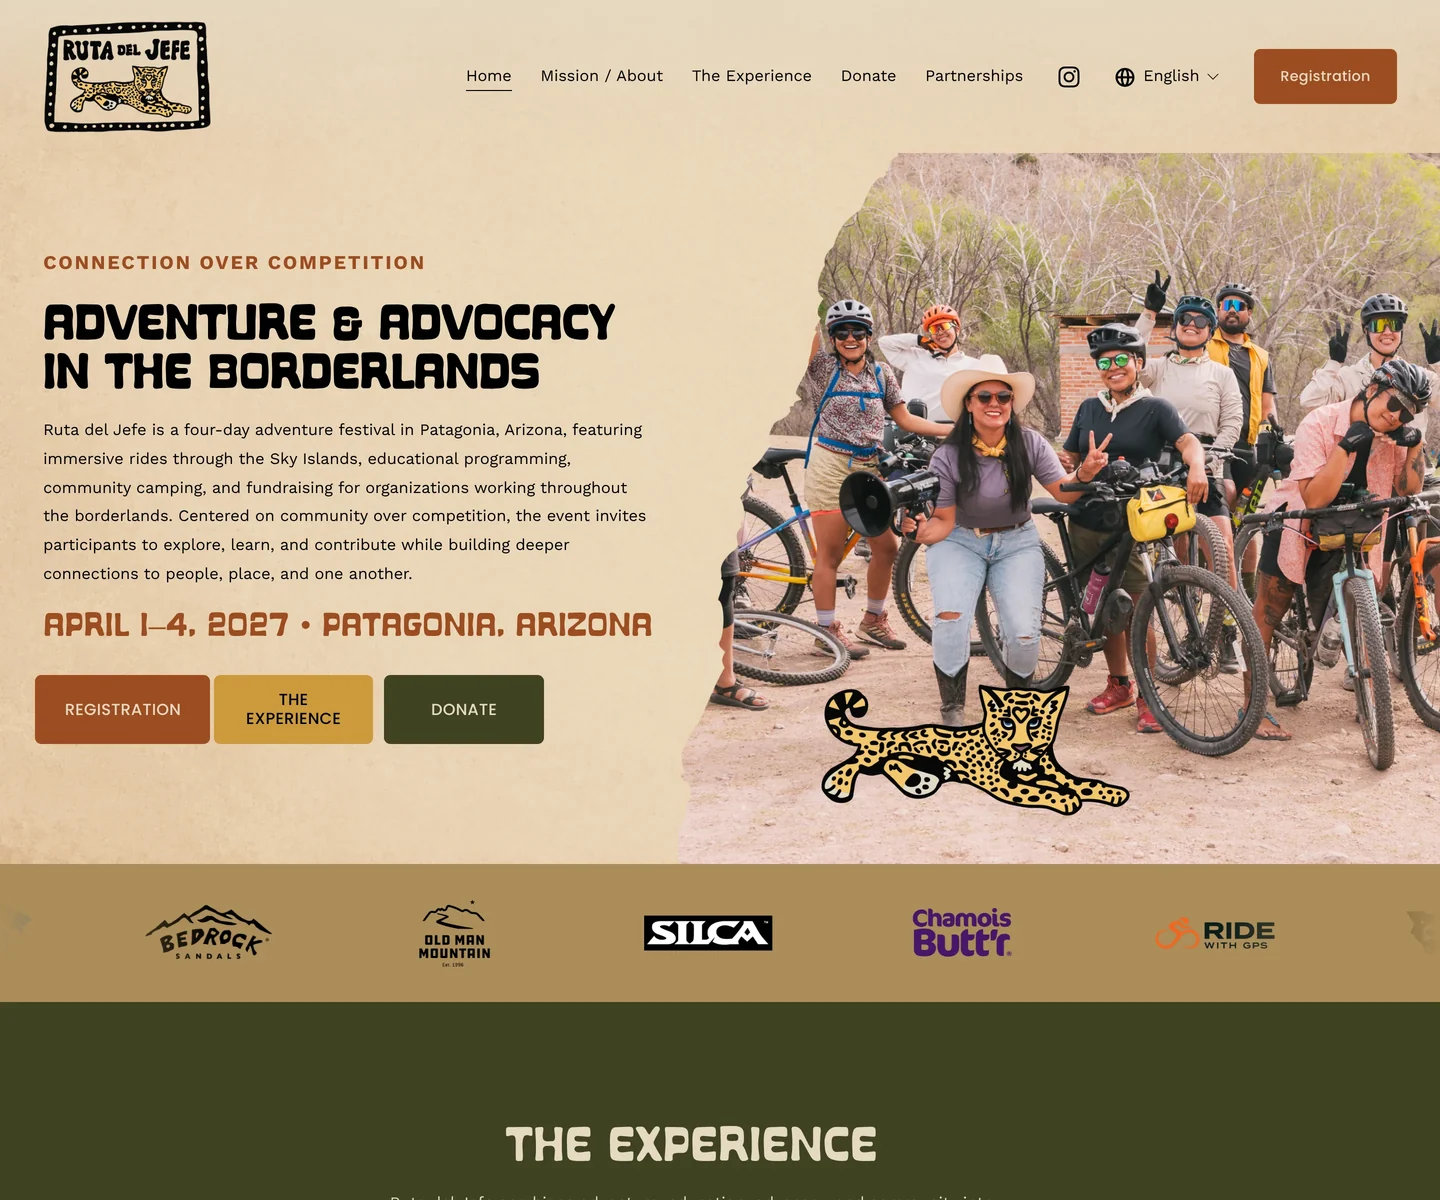 RUTA DEL JEFE
Home
Mission / About
The Experience
Donate
Partnerships
English
Registration
CONNECTION OVER COMPETITION
ADVENTURE & ADVOCACY
IN THE BORDERLANDS
Ruta del Jefe is a four-day adventure festival in Patagonia, Arizona, featuring
immersive rides through the Sky Islands, educational programming,
community camping, and fundraising for organizations working throughout
the borderlands. Centered on community over competition, the event invites
participants to explore, learn, and contribute while building deeper
connections to people, place, and one another.
APRIL 1–4, 2027 • PATAGONIA, ARIZONA
REGISTRATION
THE
EXPERIENCE
DONATE
BEDROCK
SANDALS
OLD MAN
MOUNTAIN
Est. 1996
SILCA
Chamois
Butt'r
RIDE
WITH GPS
THE EXPERIENCE